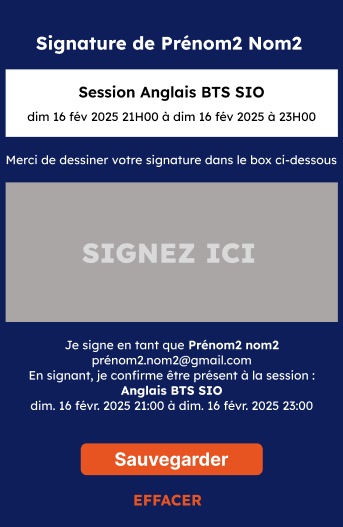 Signature de Prénom2 Nom2
Session Anglais BTS SIO
dim 16 fév 2025 21H00 à dim 16 fév 2025 à 23H00
Merci de dessiner votre signature dans le box ci-dessous
SIGNEZ ICI
Je signe en tant que Prénom2 nom2
prénom2.nom2@gmail.com
En signant, je confirme être présent à la session :
Anglais BTS SIO
dim. 16 févr. 2025 21:00 à dim. 16 févr. 2025 23:00
Sauvegarder
EFFACER